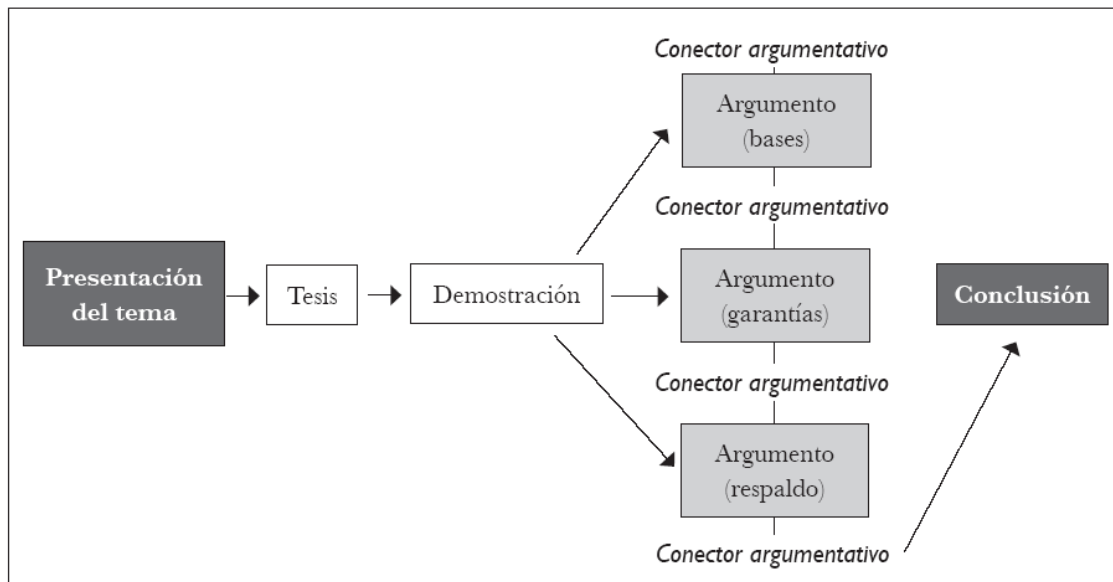 Conector argumentativo
Argumento
(bases)
Conector argumentativo
Presentación
del tema
Tesis
Demostración
Argumento
(garantías)
Conclusión
Conector argumentativo
Argumento
(respaldo)
Conector argumentativo